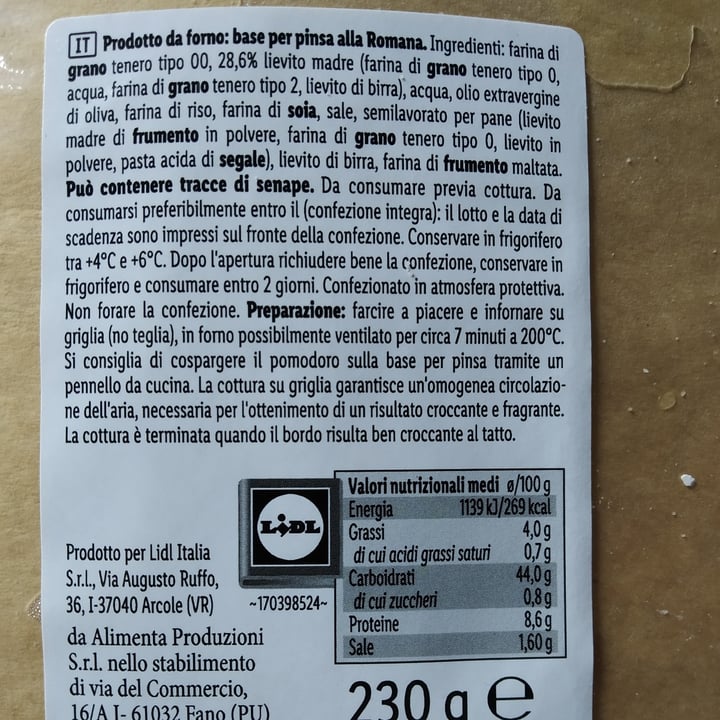 IT Prodotto da forno: base per pinsa alla Romana. Ingredienti: farina di
grano tenero tipo 00, 28,6% lievito madre (farina di grano tenero tipo 0,
acqua, farina di grano tenero tipo 2, lievito di birra), acqua, olio extravergine
di oliva, farina di riso, farina di soia, sale, semilavorato per pane (lievito
madre di frumento in polvere, farina di grano tenero tipo 0, lievito in
polvere, pasta acida di segale), lievito di birra, farina di frumento maltata.
Può contenere tracce di senape. Da consumare previa cottura. Da
consumarsi preferibilmente entro il (confezione integra): il lotto e la data di
scadenza sono impressi sul fronte della confezione. Conservare in frigorifero
tra +4°C e +6°C. Dopo l'apertura richiudere bene la confezione, conservare in
frigorifero e consumare entro 2 giorni. Confezionato in atmosfera protettiva.
Non forare la confezione. Preparazione: farcire a piacere e infornare su
griglia (no teglia), in forno possibilmente ventilato per circa 7 minuti a 200°C.
Si consiglia di cospargere il pomodoro sulla base per pinsa tramite un
pennello da cucina. La cottura su griglia garantisce un'omogenea circolazio-
ne dell'aria, necessaria per l'ottenimento di un risultato croccante e fragrante.
La cottura è terminata quando il bordo risulta ben croccante al tatto.
Prodotto per Lidl Italia
S.r.l., Via Augusto Ruffo,
36, I-37040 Arcole (VR)
da Alimenta Produzioni
S.r.l. nello stabilimento
di via del Commercio,
16/A I- 61032 Fano (PU)
LIDL
~170398524~
Valori nutrizionali medi ø/100 g
Energia 1139 kJ/269 kcal
Grassi 4,0 g
di cui acidi grassi saturi 0,7 g
Carboidrati 44,0 g
di cui zuccheri 0,8 g
Proteine 8,6 g
Sale 1,60 g
230 g e